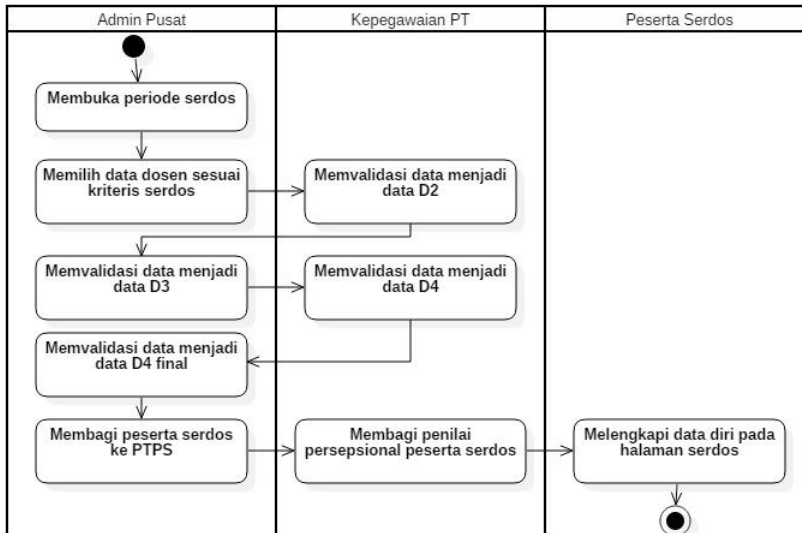 Admin Pusat
Kepegawaian PT
Peserta Serdos
Membuka periode serdos
Memilih data dosen sesuai
kriteris serdos
Memvalidasi data menjadi
data D2
Memvalidasi data menjadi
data D3
Memvalidasi data menjadi
data D4
Memvalidasi data menjadi
data D4 final
Membagi peserta serdos
ke PTPS
Membagi penilai
persepsional peserta serdos
Melengkapi data diri pada
halaman serdos